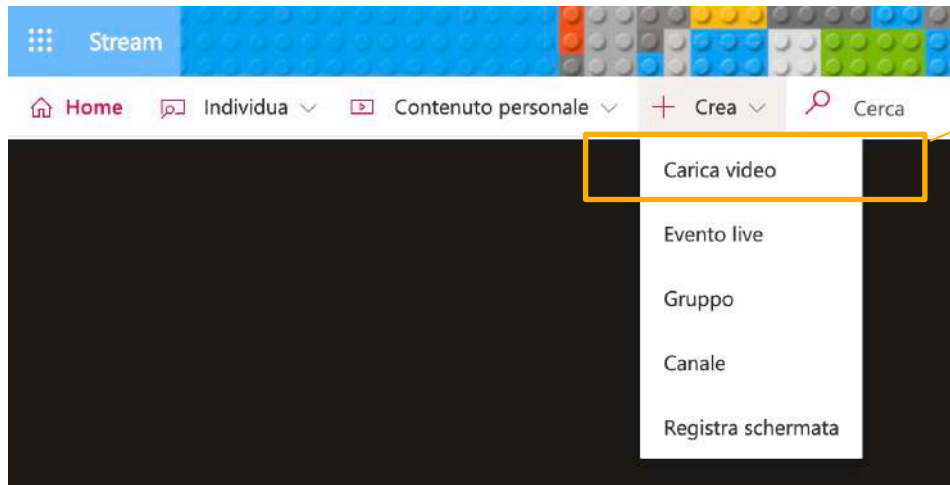 Stream
Home Individua Contenuto personale Crea Cerca
Carica video
Evento live
Gruppo
Canale
Registra schermata